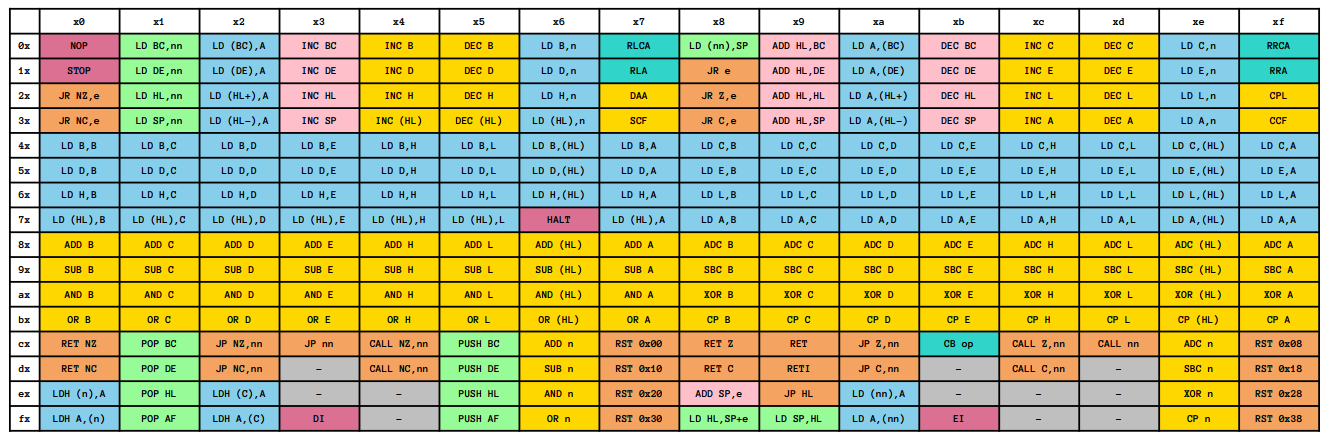 x0 x1 x2 x3 x4 x5 x6 x7 x8 x9 xa xb xc xd xe xf
0x NOP LD BC,nn LD (BC),A INC BC INC B DEC B LD B,n RLCA LD (nn),SP ADD HL,BC LD A,(BC) DEC BC INC C DEC C LD C,n RRCA
1x STOP LD DE,nn LD (DE),A INC DE INC D DEC D LD D,n RLA JR e ADD HL,DE LD A,(DE) DEC DE INC E DEC E LD E,n RRA
2x JR NZ,e LD HL,nn LD (HL+),A INC HL INC H DEC H LD H,n DAA JR Z,e ADD HL,HL LD A,(HL+) DEC HL INC L DEC L LD L,n CPL
3x JR NC,e LD SP,nn LD (HL-),A INC SP INC (HL) DEC (HL) LD (HL),n SCF JR C,e ADD HL,SP LD A,(HL-) DEC SP INC A DEC A LD A,n CCF
4x LD B,B LD B,C LD B,D LD B,E LD B,H LD B,L LD B,(HL) LD B,A LD C,B LD C,C LD C,D LD C,E LD C,H LD C,L LD C,(HL) LD C,A
5x LD D,B LD D,C LD D,D LD D,E LD D,H LD D,L LD D,(HL) LD D,A LD E,B LD E,C LD E,D LD E,E LD E,H LD E,L LD E,(HL) LD E,A
6x LD H,B LD H,C LD H,D LD H,E LD H,H LD H,L LD H,(HL) LD H,A LD L,B LD L,C LD L,D LD L,E LD L,H LD L,L LD L,(HL) LD L,A
7x LD (HL),B LD (HL),C LD (HL),D LD (HL),E LD (HL),H LD (HL),L HALT LD (HL),A LD A,B LD A,C LD A,D LD A,E LD A,H LD A,L LD A,(HL) LD A,A
8x ADD B ADD C ADD D ADD E ADD H ADD L ADD (HL) ADD A ADC B ADC C ADC D ADC E ADC H ADC L ADC (HL) ADC A
9x SUB B SUB C SUB D SUB E SUB H SUB L SUB (HL) SUB A SBC B SBC C SBC D SBC E SBC H SBC L SBC (HL) SBC A
ax AND B AND C AND D AND E AND H AND L AND (HL) AND A XOR B XOR C XOR D XOR E XOR H XOR L XOR (HL) XOR A
bx OR B OR C OR D OR E OR H OR L OR (HL) OR A CP B CP C CP D CP E CP H CP L CP (HL) CP A
cx RET NZ POP BC JP NZ,nn JP nn CALL NZ,nn PUSH BC ADD n RST 0x00 RET Z RET JP Z,nn CB op CALL Z,nn CALL nn ADC n RST 0x08
dx RET NC POP DE JP NC,nn – CALL NC,nn PUSH DE SUB n RST 0x10 RET C RETI JP C,nn – CALL C,nn – SBC n RST 0x18
ex LDH (n),A POP HL LDH (C),A – – PUSH HL AND n RST 0x20 ADD SP,e JP HL LD (nn),A – – – XOR n RST 0x28
fx LDH A,(n) POP AF LDH A,(C) DI – PUSH AF OR n RST 0x30 LD HL,SP+e LD SP,HL LD A,(nn) EI – – CP n RST 0x38